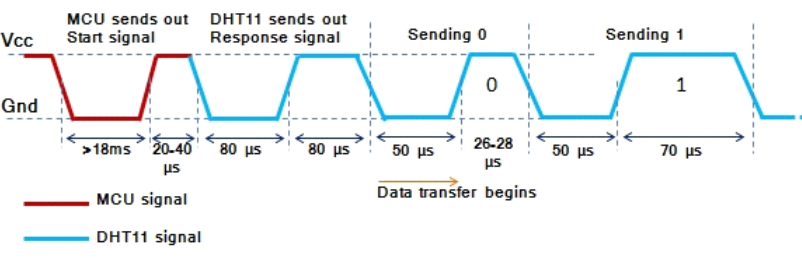 MCU sends out
Start signal
DHT11 sends out
Response signal
Sending 0
Sending 1
Vcc
0
1
Gnd
>18ms
20-40
µs
80 µs
80 µs
50 µs
26-28
µs
50 µs
70 µs
Data transfer begins
MCU signal
DHT11 signal